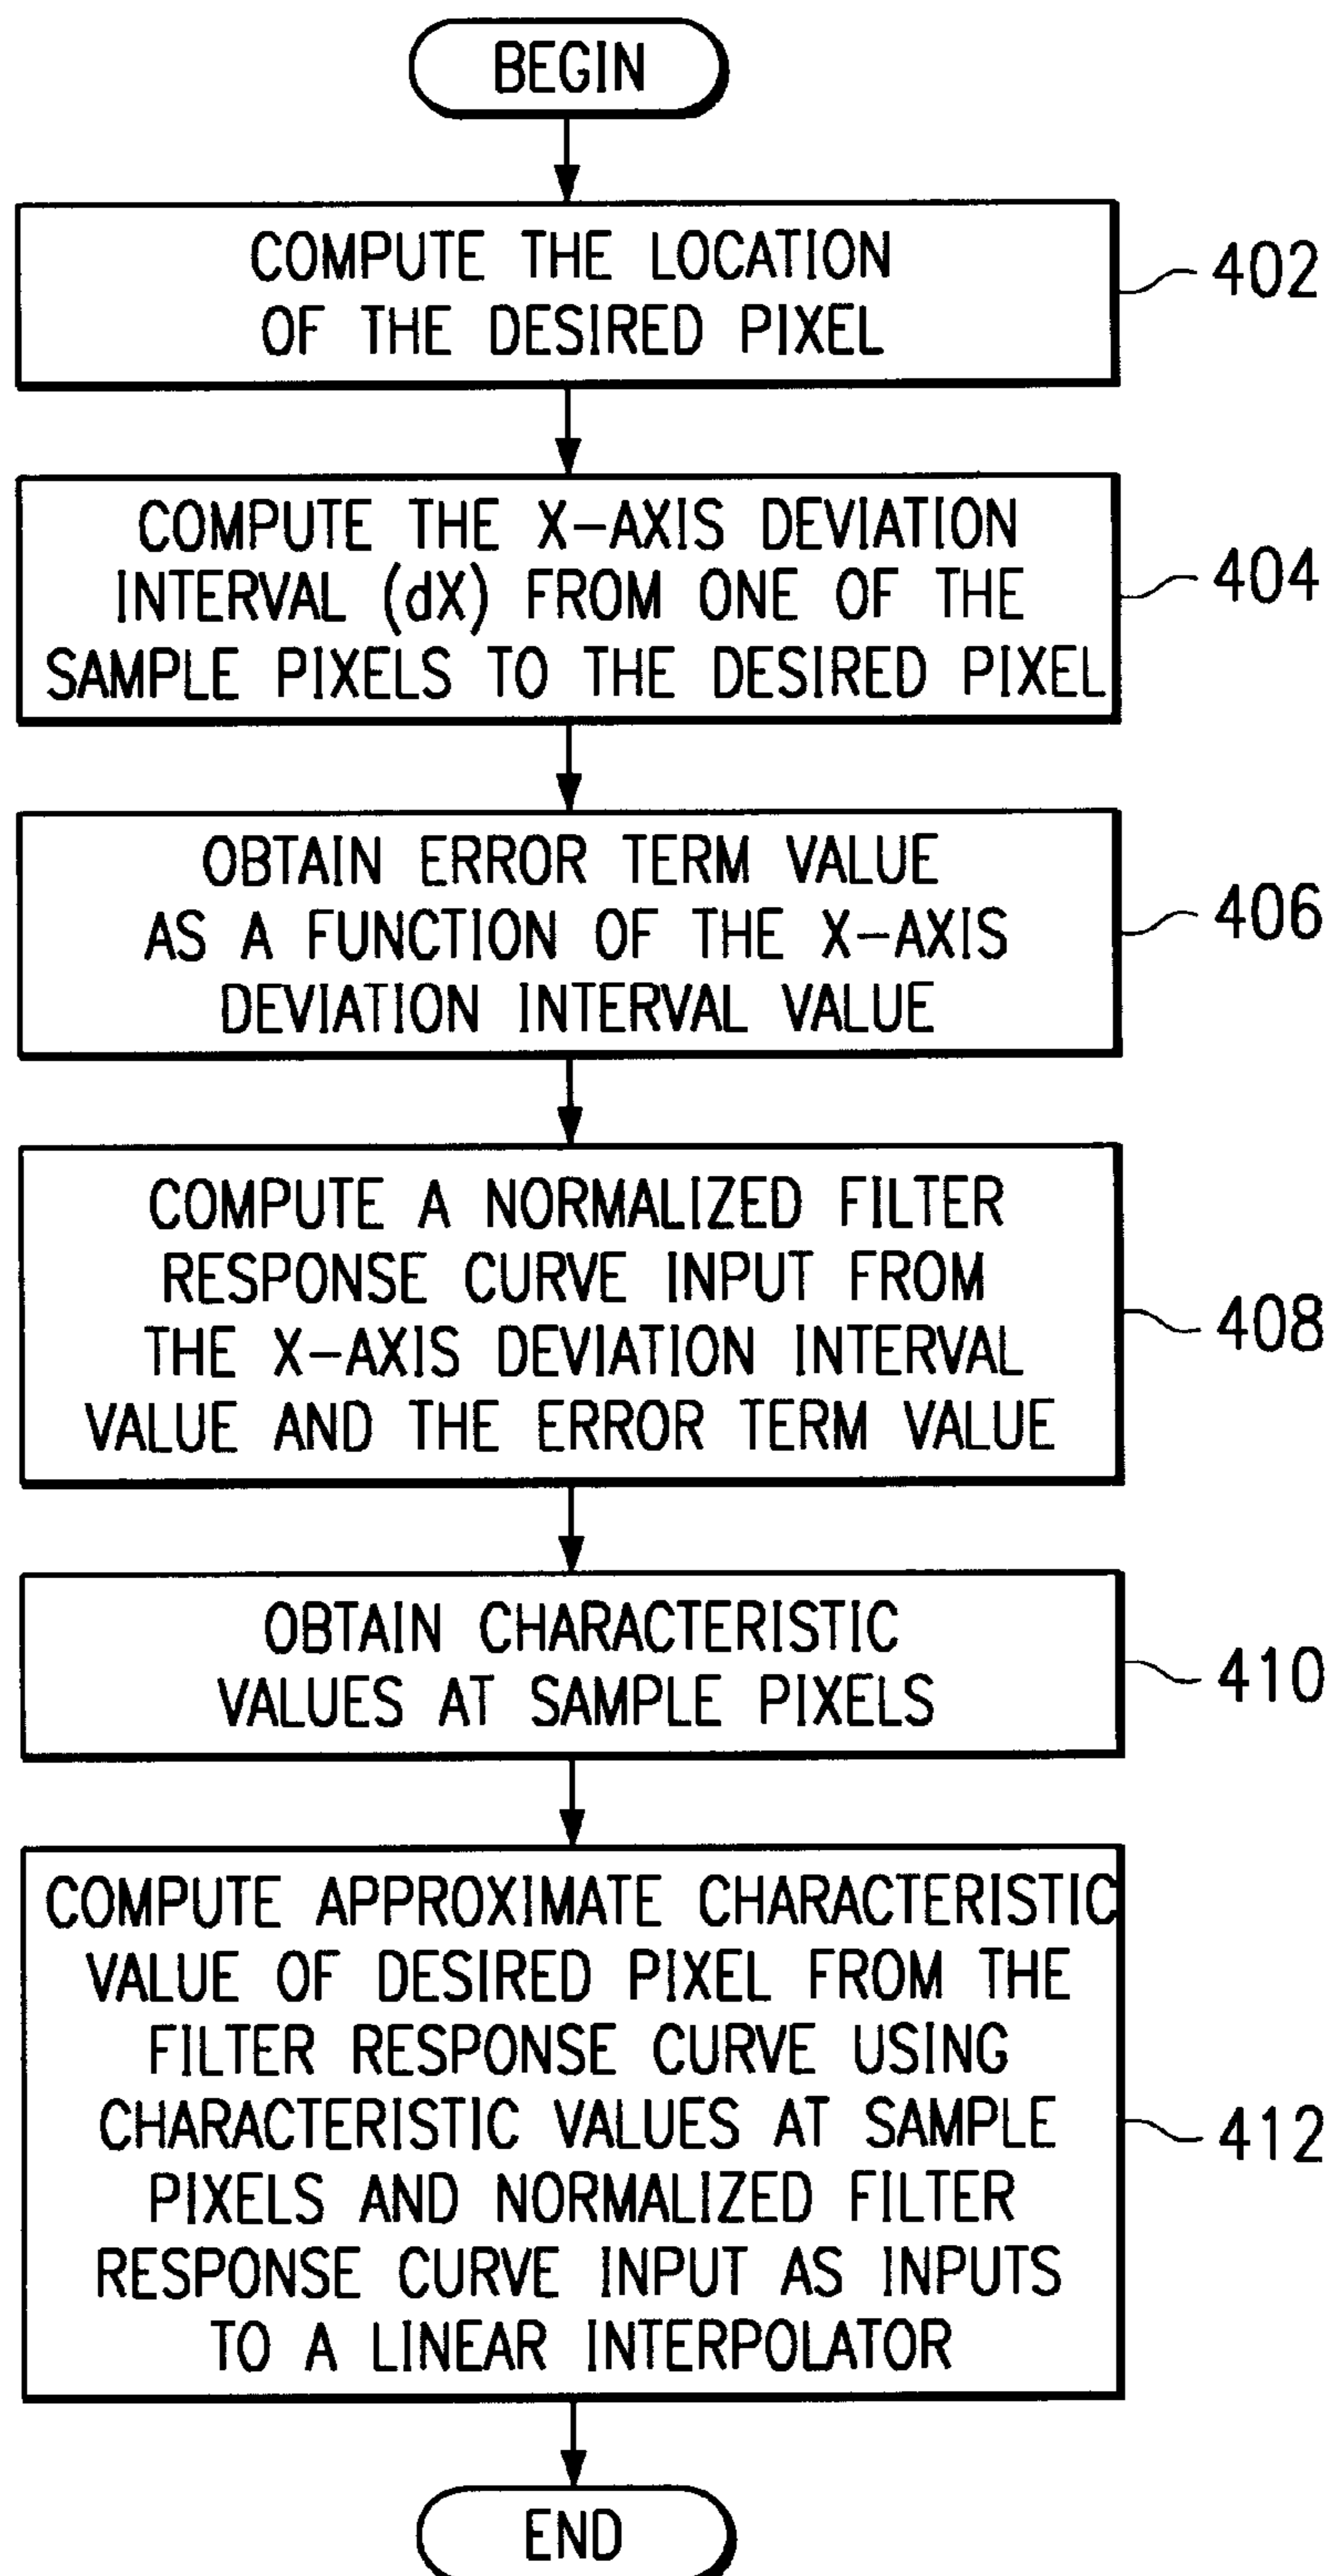 BEGIN
COMPUTE THE LOCATION
OF THE DESIRED PIXEL
402
COMPUTE THE X-AXIS DEVIATION
INTERVAL (dX) FROM ONE OF THE
SAMPLE PIXELS TO THE DESIRED PIXEL
404
OBTAIN ERROR TERM VALUE
AS A FUNCTION OF THE X-AXIS
DEVIATION INTERVAL VALUE
406
COMPUTE A NORMALIZED FILTER
RESPONSE CURVE INPUT FROM
THE X-AXIS DEVIATION INTERVAL
VALUE AND THE ERROR TERM VALUE
408
OBTAIN CHARACTERISTIC
VALUES AT SAMPLE PIXELS
410
COMPUTE APPROXIMATE CHARACTERISTIC
VALUE OF DESIRED PIXEL FROM THE
FILTER RESPONSE CURVE USING
CHARACTERISTIC VALUES AT SAMPLE
PIXELS AND NORMALIZED FILTER
RESPONSE CURVE INPUT AS INPUTS
TO A LINEAR INTERPOLATOR
412
END